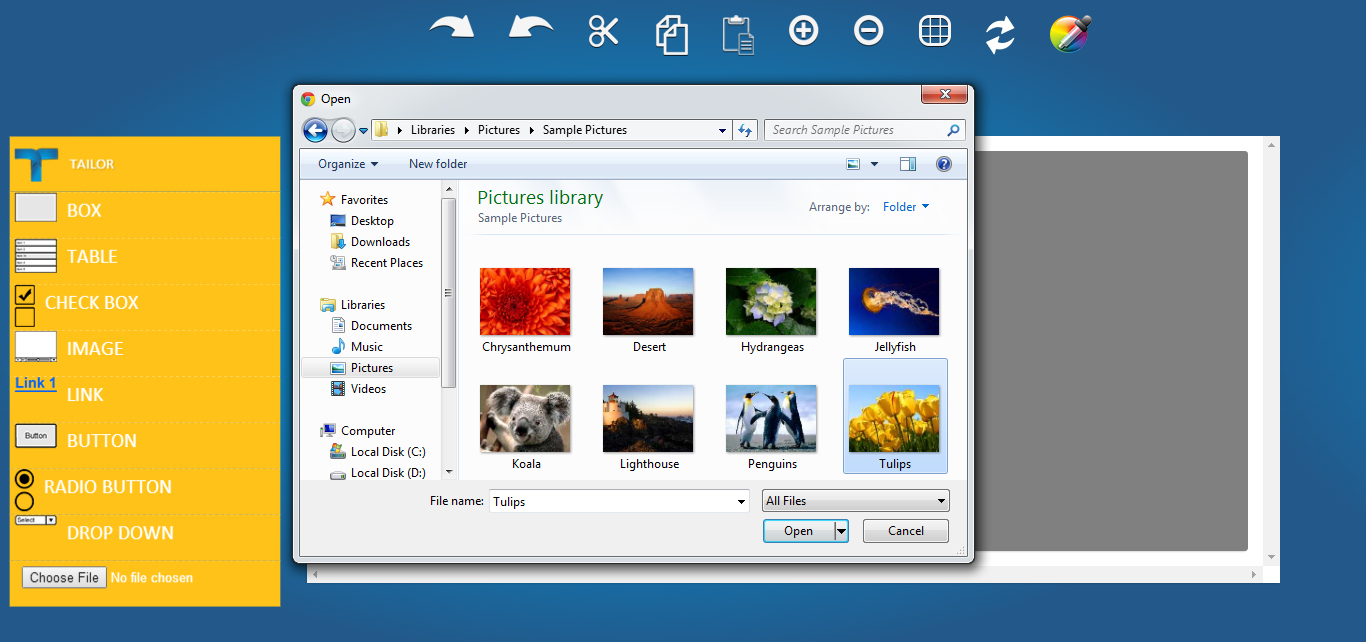 Open
Libraries
Pictures
Sample Pictures
Search Sample Pictures
Organize
New folder
TAILOR
BOX
TABLE
CHECK BOX
IMAGE
Link 1
LINK
Button
BUTTON
RADIO BUTTON
Select
DROP DOWN
Choose File No file chosen
Favorites
Desktop
Downloads
Recent Places
Libraries
Documents
Music
Pictures
Videos
Computer
Local Disk (C:)
Local Disk (D:)
Pictures library
Sample Pictures
Arrange by: Folder
Chrysanthemum
Desert
Hydrangeas
Jellyfish
Koala
Lighthouse
Penguins
Tulips
File name: Tulips
All Files
Open
Cancel